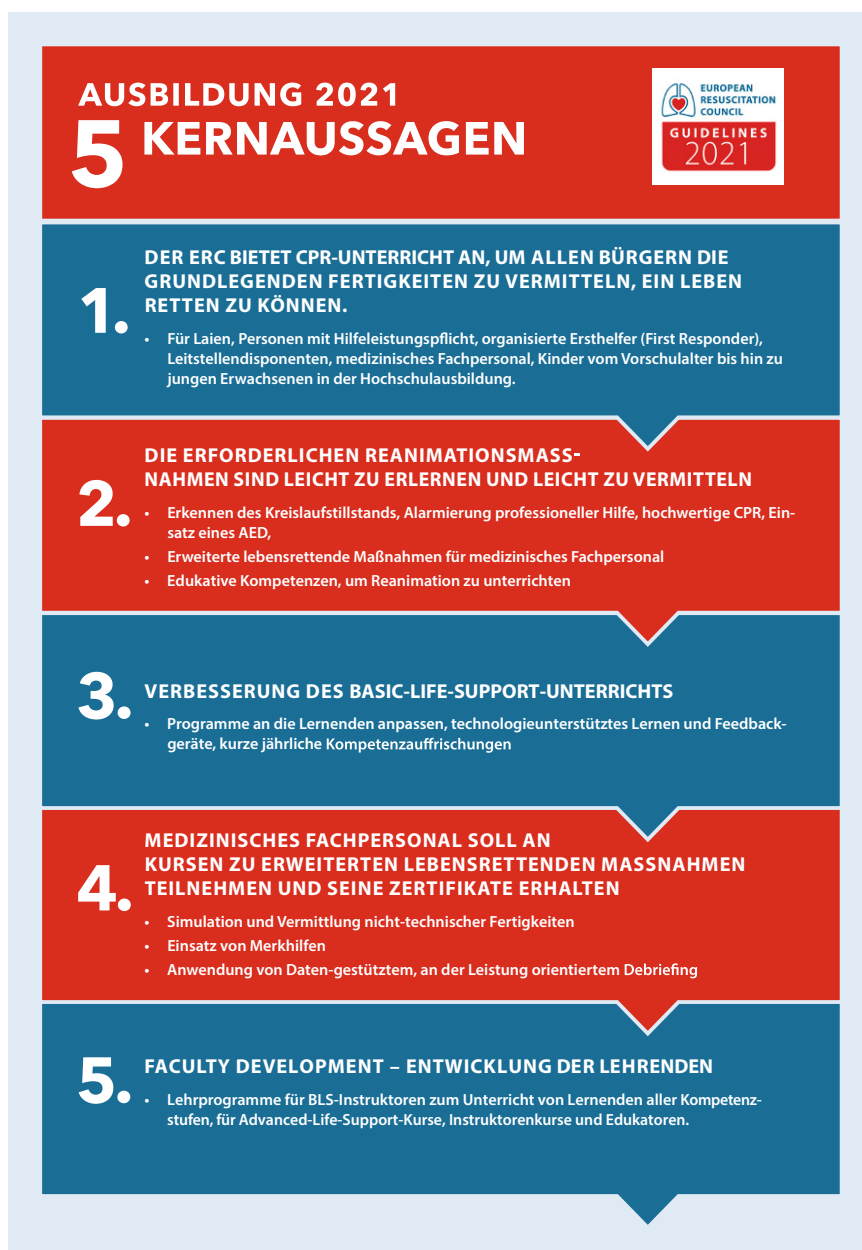 AUSBILDUNG 2021
5 KERNAUSSAGEN
EUROPEAN
RESUSCITATION
COUNCIL
GUIDELINES
2021
1.
DER ERC BIETET CPR-UNTERRICHT AN, UM ALLEN BÜRGERN DIE
GRUNDLEGENDEN FERTIGKEITEN ZU VERMITTELN, EIN LEBEN
RETTEN ZU KÖNNEN.
• Für Laien, Personen mit Hilfeleistungspflicht, organisierte Ersthelfer (First Responder),
Leitstellendisponenten, medizinisches Fachpersonal, Kinder vom Vorschulalter bis hin zu
jungen Erwachsenen in der Hochschulausbildung.
2.
DIE ERFORDERLICHEN REANIMATIONSMASS-
NAHMEN SIND LEICHT ZU ERLERNEN UND LEICHT ZU VERMITTELN
• Erkennen des Kreislaufstillstands, Alarmierung professioneller Hilfe, hochwertige CPR, Ein-
satz eines AED,
• Erweiterte lebensrettende Maßnahmen für medizinisches Fachpersonal
• Edukative Kompetenzen, um Reanimation zu unterrichten
3.
VERBESSERUNG DES BASIC-LIFE-SUPPORT-UNTERRICHTS
• Programme an die Lernenden anpassen, technologieunterstütztes Lernen und Feedback-
geräte, kurze jährliche Kompetenzauffrischungen
4.
MEDIZINISCHES FACHPERSONAL SOLL AN
KURSEN ZU ERWEITERTEN LEBENSRETTENDEN MASSNAHMEN
TEILNEHMEN UND SEINE ZERTIFIKATE ERHALTEN
• Simulation und Vermittlung nicht-technischer Fertigkeiten
• Einsatz von Merkhilfen
• Anwendung von Daten-gestütztem, an der Leistung orientiertem Debriefing
5.
FACULTY DEVELOPMENT – ENTWICKLUNG DER LEHRENDEN
• Lehrprogramme für BLS-Instruktoren zum Unterricht von Lernenden aller Kompetenz-
stufen, für Advanced-Life-Support-Kurse, Instruktorenkurse und Edukatoren.